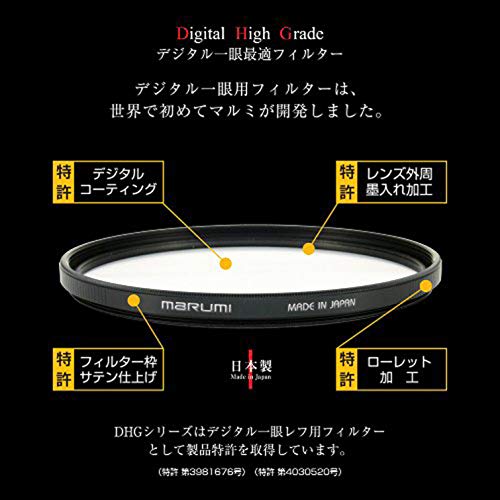 Digital High Grade
デジタル一眼最適フィルター
デジタル一眼用フィルターは、
世界で初めてマルミが開発しました。
特許
デジタル
コーティング
特許
レンズ外周
墨入れ加工
marumi
MADE IN JAPAN
特許
フィルター枠
サテン仕上げ
日本製
Made in Japan
特許
ローレット
加工
DHGシリーズはデジタル一眼レフ用フィルター
として製品特許を取得しています。
(特許 第3981676号) (特許 第4030520号)